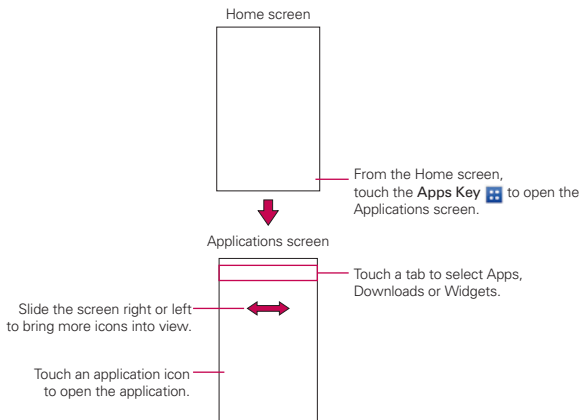 Home screen
From the Home screen,
touch the Apps Key to open the
Applications screen.
Applications screen
Touch a tab to select Apps,
Downloads or Widgets.
Slide the screen right or left
to bring more icons into view.
Touch an application icon
to open the application.